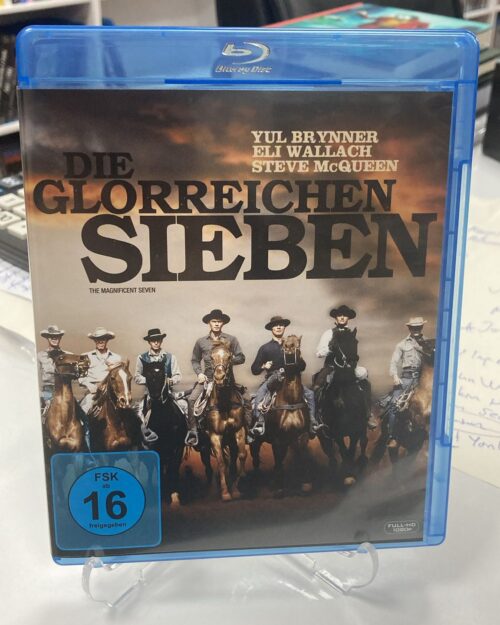 Blu-ray Disc
YUL BRYNNER
ELI WALLACH
STEVE McQUEEN
DIE
GLORREICHEN
SIEBEN
THE MAGNIFICENT SEVEN
FSK
ab
16
freigegeben
FULL-HD
1080p